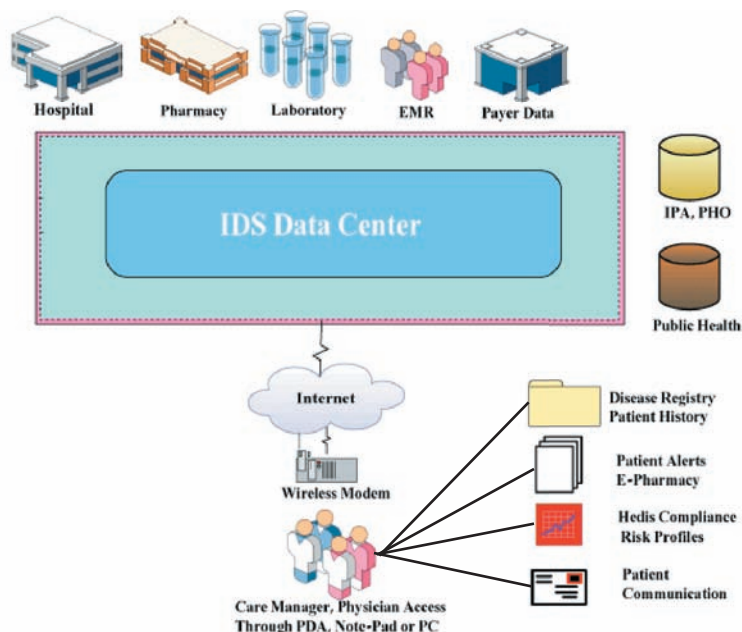 Hospital
Pharmacy
Laboratory
EMR
Payer Data
IDS Data Center
IPA, PHO
Public Health
Internet
Wireless Modem
Disease Registry
Patient History
Patient Alerts
E-Pharmacy
Hedis Compliance
Risk Profiles
Patient
Communication
Care Manager, Physician Access
Through PDA, Note-Pad or PC